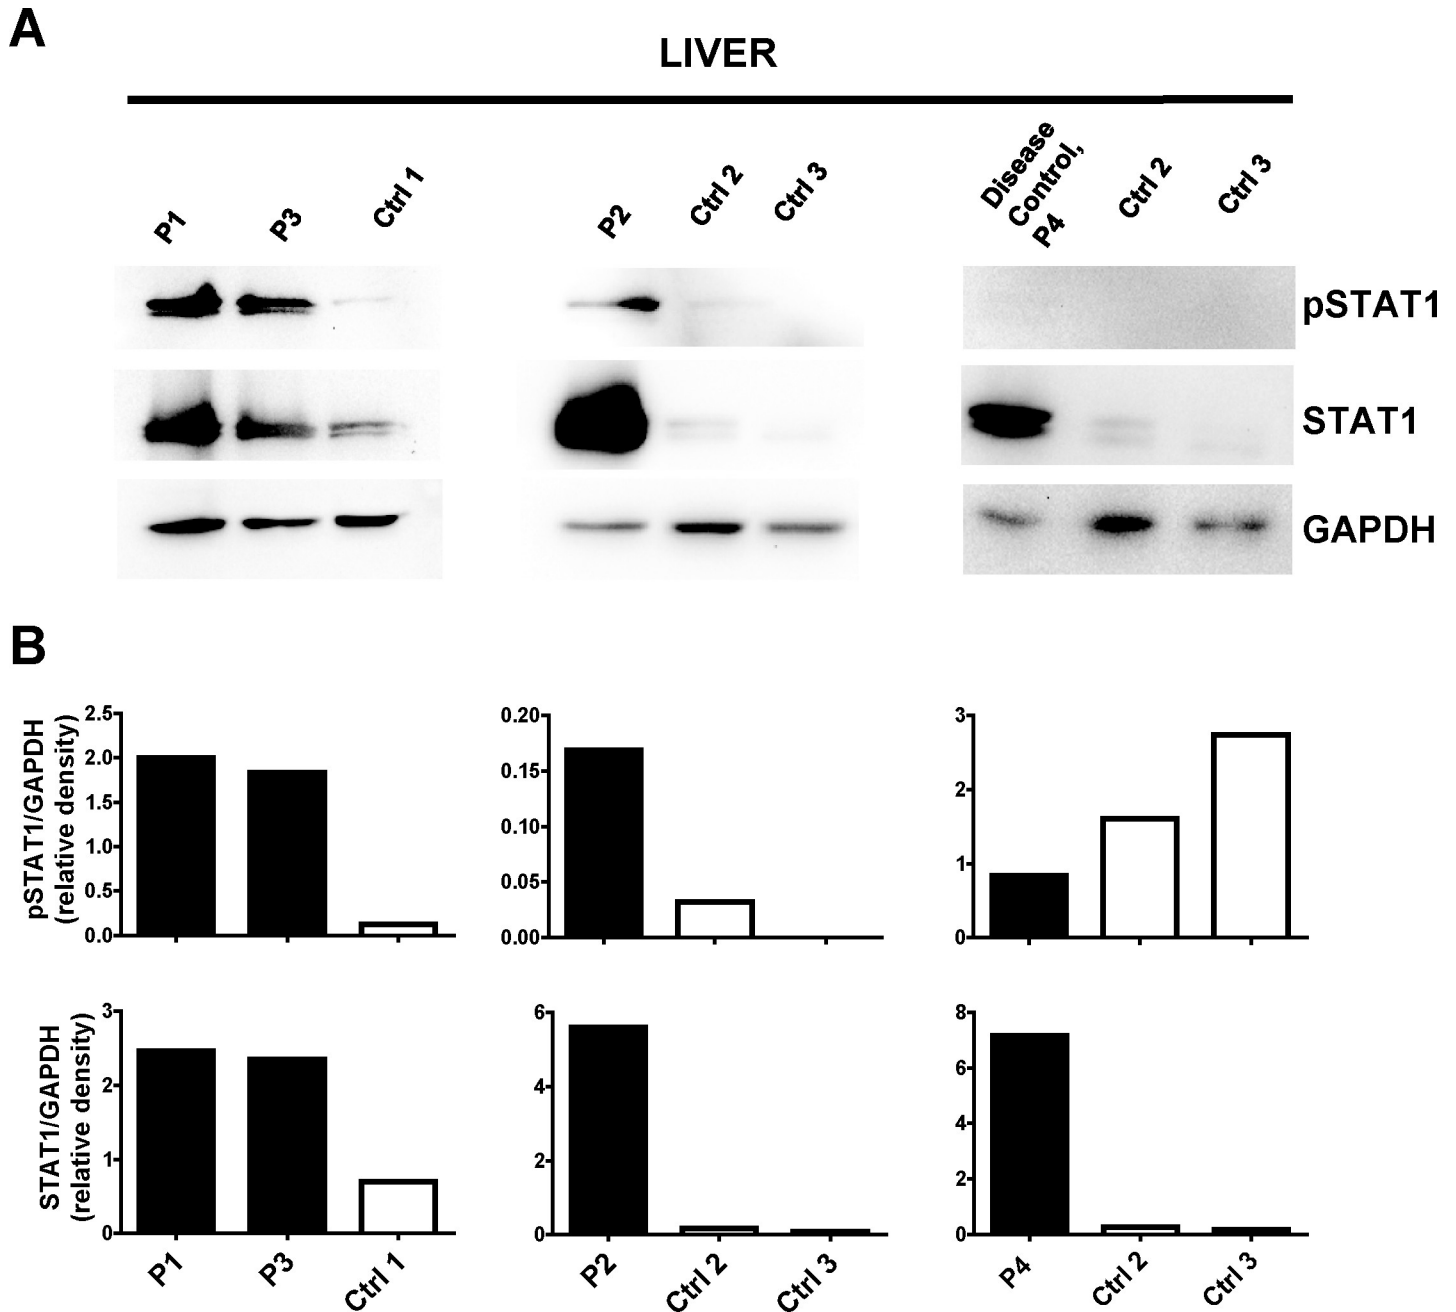 A
LIVER
P1
P3
Ctrl 1
P2
Ctrl 2
Ctrl 3
Disease
Control,
P4
Ctrl 2
Ctrl 3
pSTAT1
STAT1
GAPDH
B
pSTAT1/GAPDH
(relative density)
2.5
2.0
1.5
1.0
0.5
0.0
0.20
0.15
0.10
0.05
0.00
3
2
1
0
STAT1/GAPDH
(relative density)
3
2
1
0
P1
P3
Ctrl 1
6
4
2
0
P2
Ctrl 2
Ctrl 3
8
6
4
2
0
P4
Ctrl 2
Ctrl 3